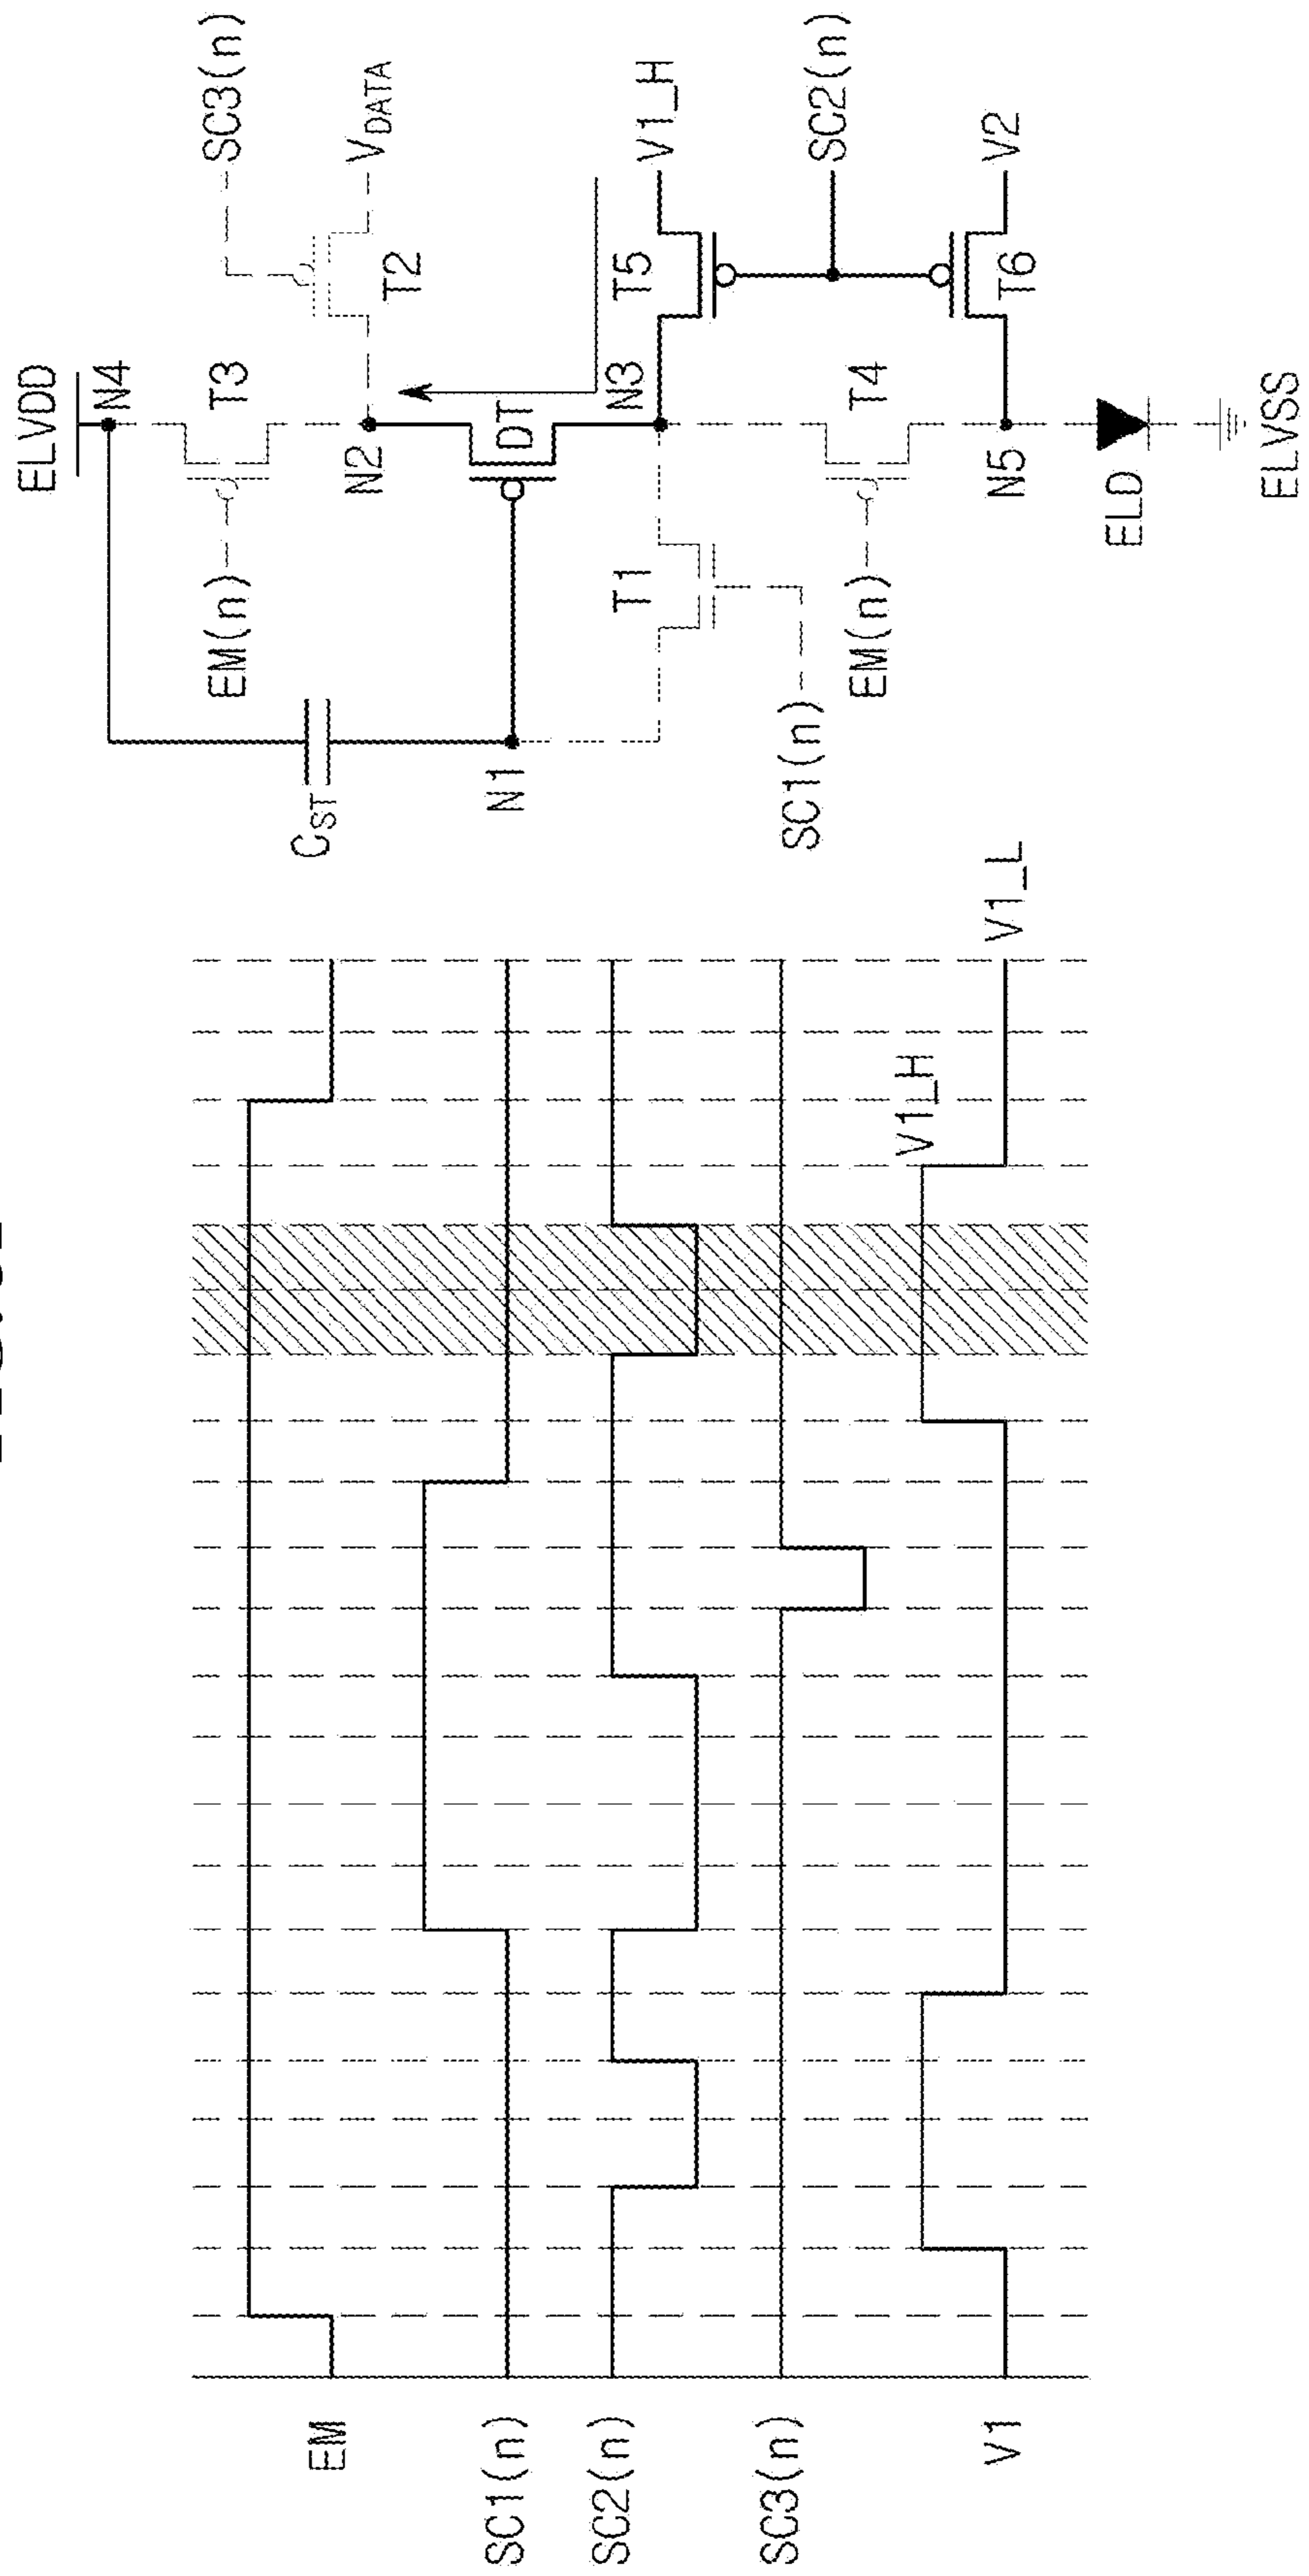 EM
SC1(n)
SC2(n)
SC3(n)
V1
V1_H
V1_L
ELVDD
N4
CST
EM(n)
T3
SC3(n)
N2
T2
VDATA
N1
DT
T1
N3
T5
V1_H
SC1(n)
EM(n)
T4
SC2(n)
N5
T6
V2
ELD
ELVSS